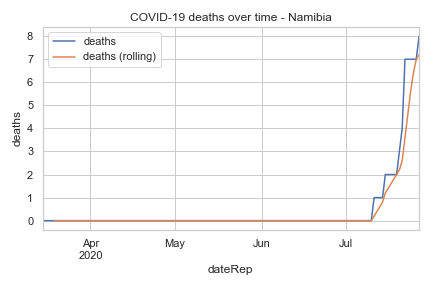 COVID-19 deaths over time - Namibia
deaths
deaths (rolling)
8
7
6
5
4
3
2
1
0
deaths
Apr
2020
May
Jun
Jul
dateRep